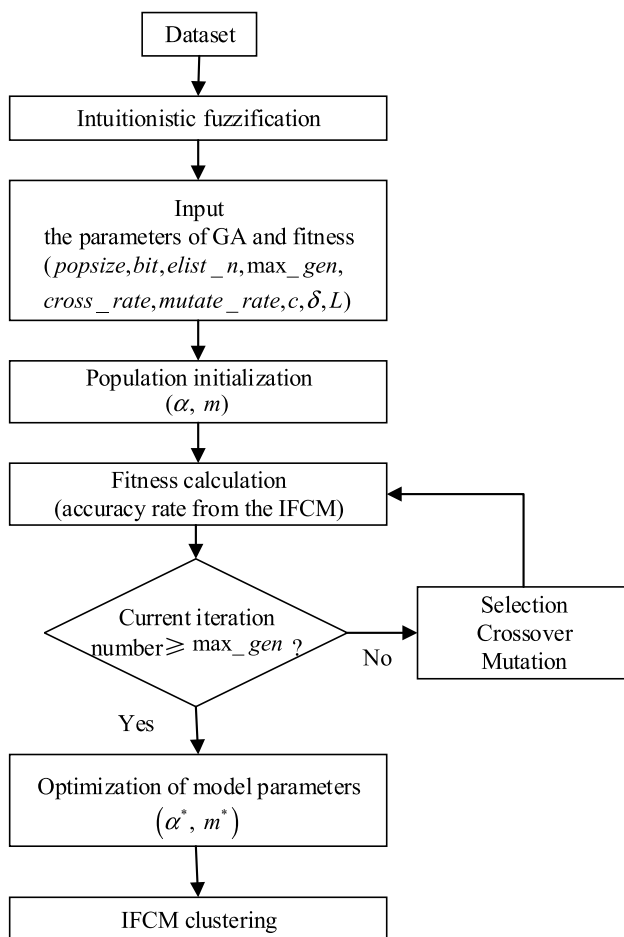 Dataset
Intuitionistic fuzzification
Input
the parameters of GA and fitness
(popsize,bit,elist_n,max_gen,
cross_rate,mutate_rate,c,δ,L)
Population initialization
(α, m)
Fitness calculation
(accuracy rate from the IFCM)
Current iteration
number≥ max_gen ?
No
Selection
Crossover
Mutation
Yes
Optimization of model parameters
(α*, m*)
IFCM clustering